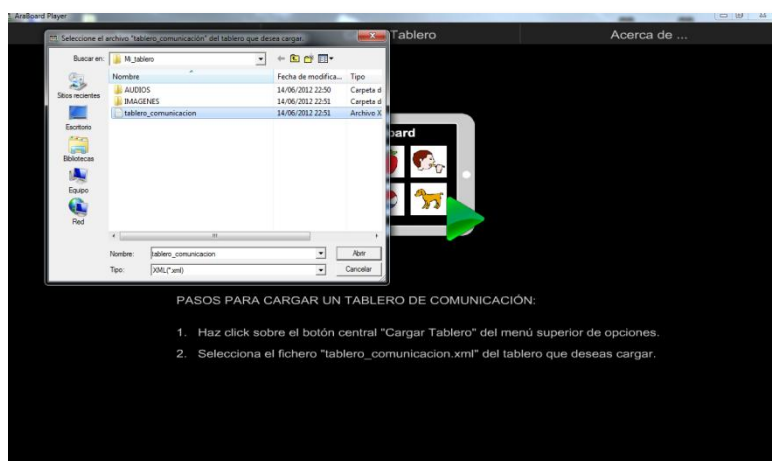 AraBoard Player
Tablero
Acerca de ...
Seleccione el archivo "tablero_comunicación" del tablero que desea cargar.
Buscar en:
Mi_tablero
Nombre
Fecha de modifica...
Tipo
AUDIOS
14/06/2012 22:50
Carpeta d
IMAGENES
14/06/2012 22:51
Carpeta d
tablero_comunicacion
14/06/2012 22:51
Archivo X
Sitios recientes
Escritorio
Bibliotecas
Equipo
Red
Nombre:
tablero_comunicacion
Abrir
Tipo:
XML(*.xml)
Cancelar
oard
PASOS PARA CARGAR UN TABLERO DE COMUNICACIÓN:
1. Haz click sobre el botón central "Cargar Tablero" del menú superior de opciones.
2. Selecciona el fichero "tablero_comunicacion.xml" del tablero que deseas cargar.